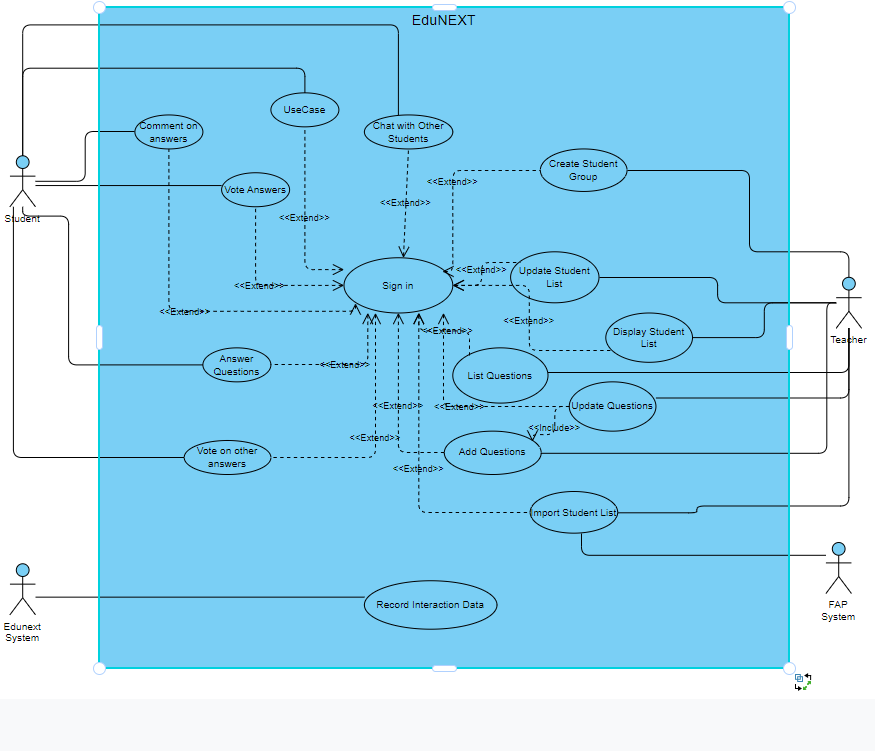 EduNEXT
UseCase
Comment on
answers
Chat with Other
Students
Create Student
Group
<<Extend>>
Vote Answers
<<Extend>>
Student
<<Extend>>
<<Extend>>
Update Student
List
Sign in
<<Extend>>
<<Extend>>
<<Extend>>
<<Extend>>
Display Student
List
Teacher
Answer
Questions
<<Extend>>
List Questions
<<Extend>>
<<Extend>>
Update Questions
<<Include>>
<<Extend>>
Vote on other
answers
Add Questions
<<Extend>>
Import Student List
Record Interaction Data
FAP
System
Edunext
System